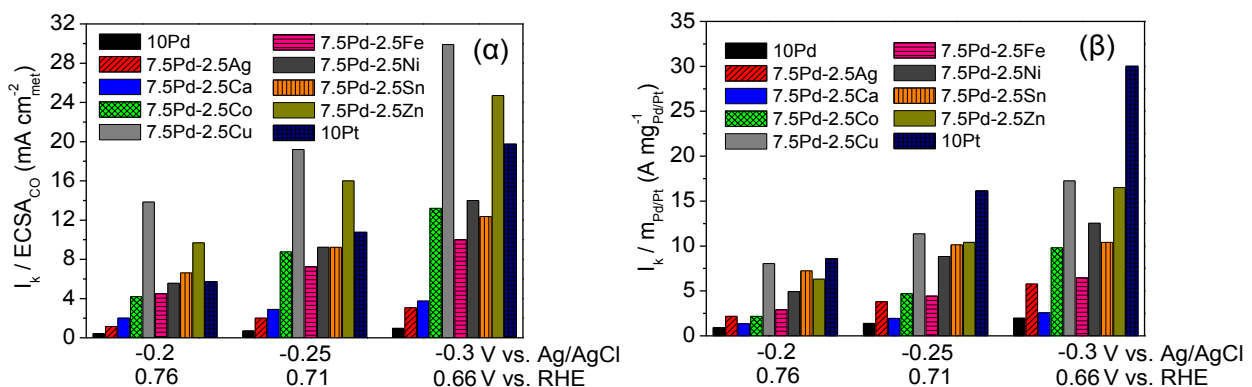 32
28
24
20
16
12
8
4
0
I_k / ECSA_CO (mA cm^-2_met)
(α)
10Pd
7.5Pd-2.5Ag
7.5Pd-2.5Ca
7.5Pd-2.5Co
7.5Pd-2.5Cu
7.5Pd-2.5Fe
7.5Pd-2.5Ni
7.5Pd-2.5Sn
7.5Pd-2.5Zn
10Pt
-0.2 -0.25 -0.3 V vs. Ag/AgCl
0.76 0.71 0.66 V vs. RHE
35
30
25
20
15
10
5
0
I_k / m_Pd/Pt (A mg^-1_Pd/Pt)
(β)
10Pd
7.5Pd-2.5Ag
7.5Pd-2.5Ca
7.5Pd-2.5Co
7.5Pd-2.5Cu
7.5Pd-2.5Fe
7.5Pd-2.5Ni
7.5Pd-2.5Sn
7.5Pd-2.5Zn
10Pt
-0.2 -0.25 -0.3 V vs. Ag/AgCl
0.76 0.71 0.66 V vs. RHE